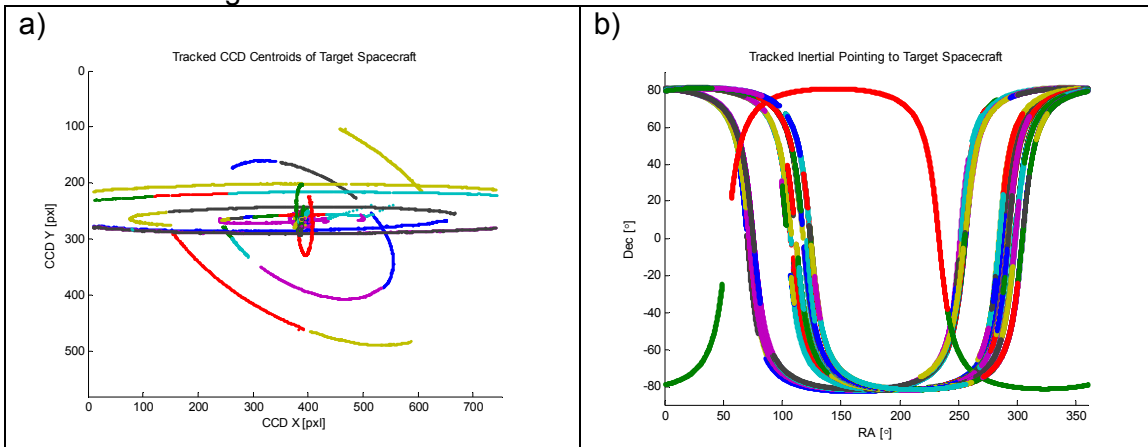 a)
Tracked CCD Centroids of Target Spacecraft
0
100
200
300
400
500
CCD Y [pxl]
0 100 200 300 400 500 600 700
CCD X [pxl]
b)
Tracked Inertial Pointing to Target Spacecraft
80
60
40
20
0
-20
-40
-60
-80
Dec [°]
0 50 100 150 200 250 300 350
RA [°]